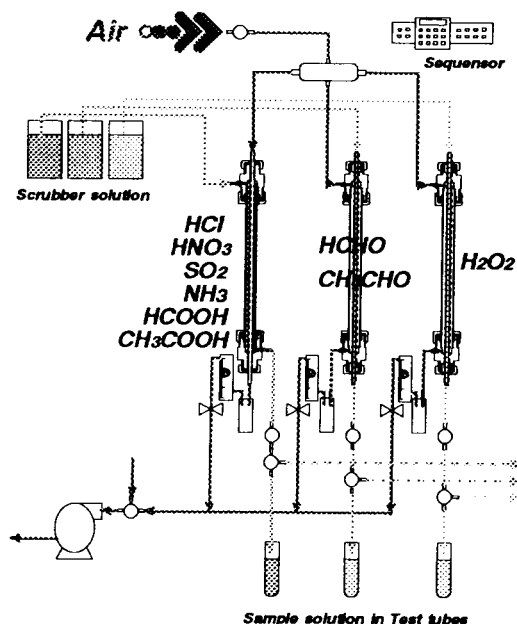 Air
Sequensor
Scrubber solution
HCl
HNO3
SO2
NH3
HCOOH
CH3COOH
HCHO
CH3CHO
H2O2
Sample solution in Test tubes